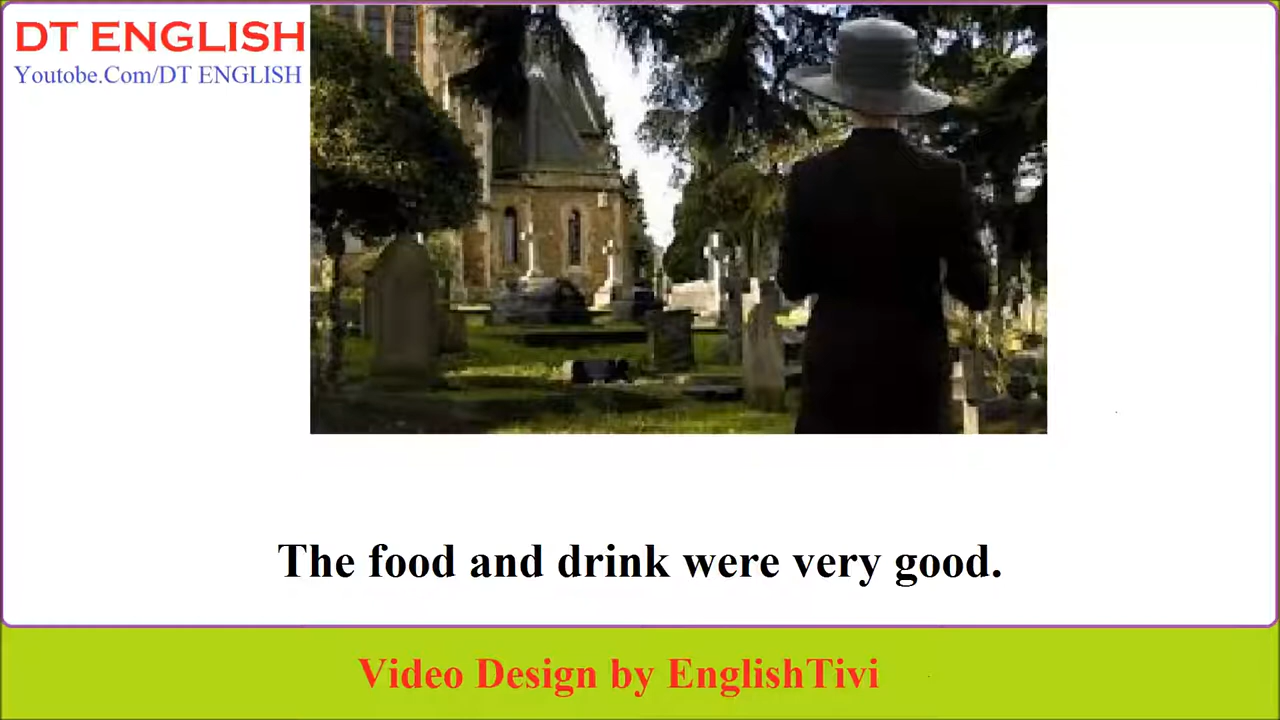 DT ENGLISH
Youtobe.Com/DT ENGLISH
The food and drink were very good.
Video Design by EnglishTivi